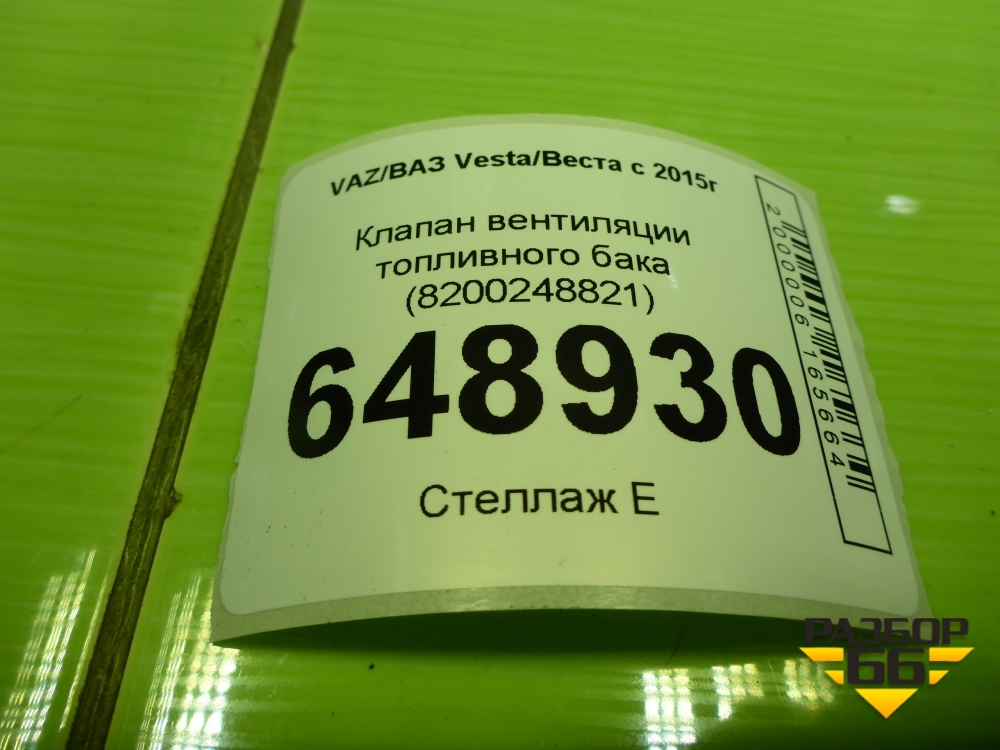 VAZ/ВАЗ Vesta/Веста с 2015г
Клапан вентиляции
топливного бака
(8200248821)
648930
Стеллаж Е
2000006165664
РАЗБОР
66